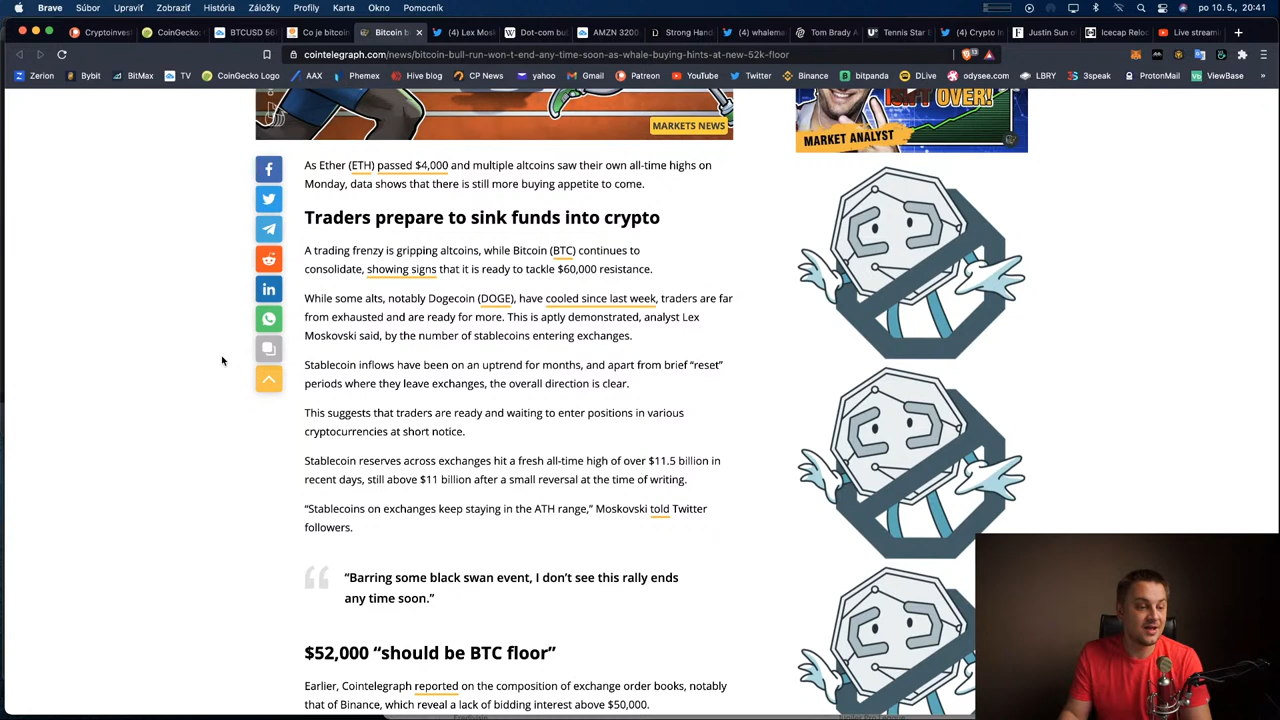 Brave Súbor Upraviť Zobraziť História Záložky Profily Karta Okno Pomocník po 10. 5., 20:41
Cryptoinves CoinGecko: BTCUSD 56 Co je bitcoin Bitcoin b (4) Lex Mos Dot-com bu AMZN 3200. Strong Hand (4) whalema Tom Brady A Tennis Star (4) Crypto In Justin Sun o Icecap Reloc Live streami
cointelegraph.com/news/bitcoin-bull-run-won-t-end-any-time-soon-as-whale-buying-hints-at-new-52k-floor
Zerion Bybit BitMax TV CoinGecko Logo AAX Phemex Hive blog CP News yahoo Gmail Patreon YouTube Twitter Binance bitpanda DLive odysee.com LBRY 3speak ProtonMail ViewBase
ISN'T OVER!
MARKET ANALYST
MARKETS NEWS
As Ether (ETH) passed $4,000 and multiple altcoins saw their own all-time highs on
Monday, data shows that there is still more buying appetite to come.
Traders prepare to sink funds into crypto
A trading frenzy is gripping altcoins, while Bitcoin (BTC) continues to
consolidate, showing signs that it is ready to tackle $60,000 resistance.
While some alts, notably Dogecoin (DOGE), have cooled since last week, traders are far
from exhausted and are ready for more. This is aptly demonstrated, analyst Lex
Moskovski said, by the number of stablecoins entering exchanges.
Stablecoin inflows have been on an uptrend for months, and apart from brief “reset”
periods where they leave exchanges, the overall direction is clear.
This suggests that traders are ready and waiting to enter positions in various
cryptocurrencies at short notice.
Stablecoin reserves across exchanges hit a fresh all-time high of over $11.5 billion in
recent days, still above $11 billion after a small reversal at the time of writing.
“Stablecoins on exchanges keep staying in the ATH range,” Moskovski told Twitter
followers.
“Barring some black swan event, I don’t see this rally ends
any time soon.”
$52,000 “should be BTC floor”
Earlier, Cointelegraph reported on the composition of exchange order books, notably
that of Binance, which reveal a lack of bidding interest above $50,000.